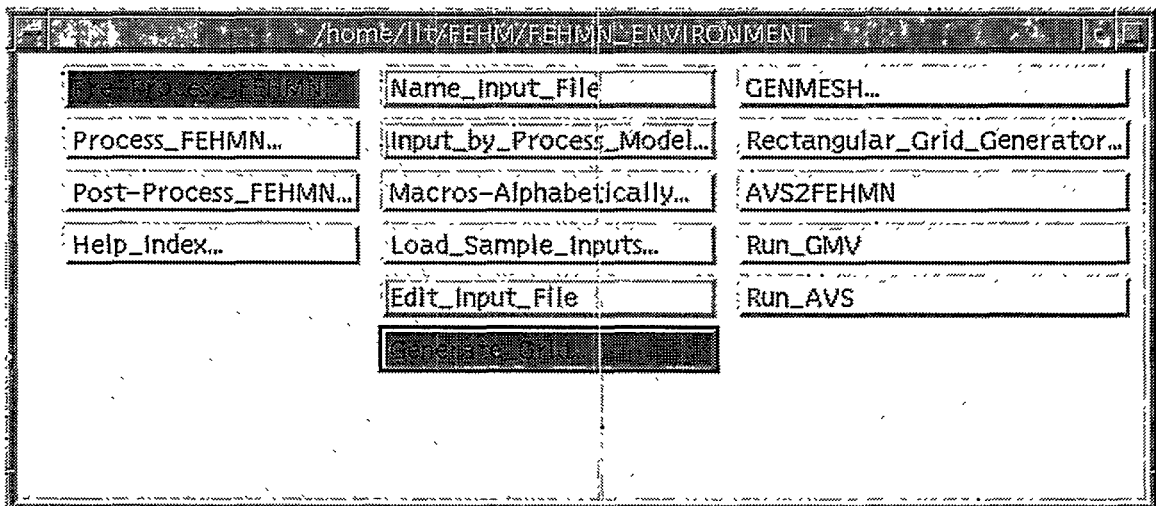 /home/llt/FEHM/FEHMN_ENVIRONMENT
Pre-Process_FEHMN...
Process_FEHMN...
Post-Process_FEHMN...
Help_Index...
Name_Input_File
Input_by_Process_Model...
Macros-Alphabetically...
Load_Sample_Inputs...
Edit_Input_File
Generate_Grid...
GENMESH...
Rectangular_Grid_Generator...
AVS2FEHMN
Run_GMV
Run_AVS